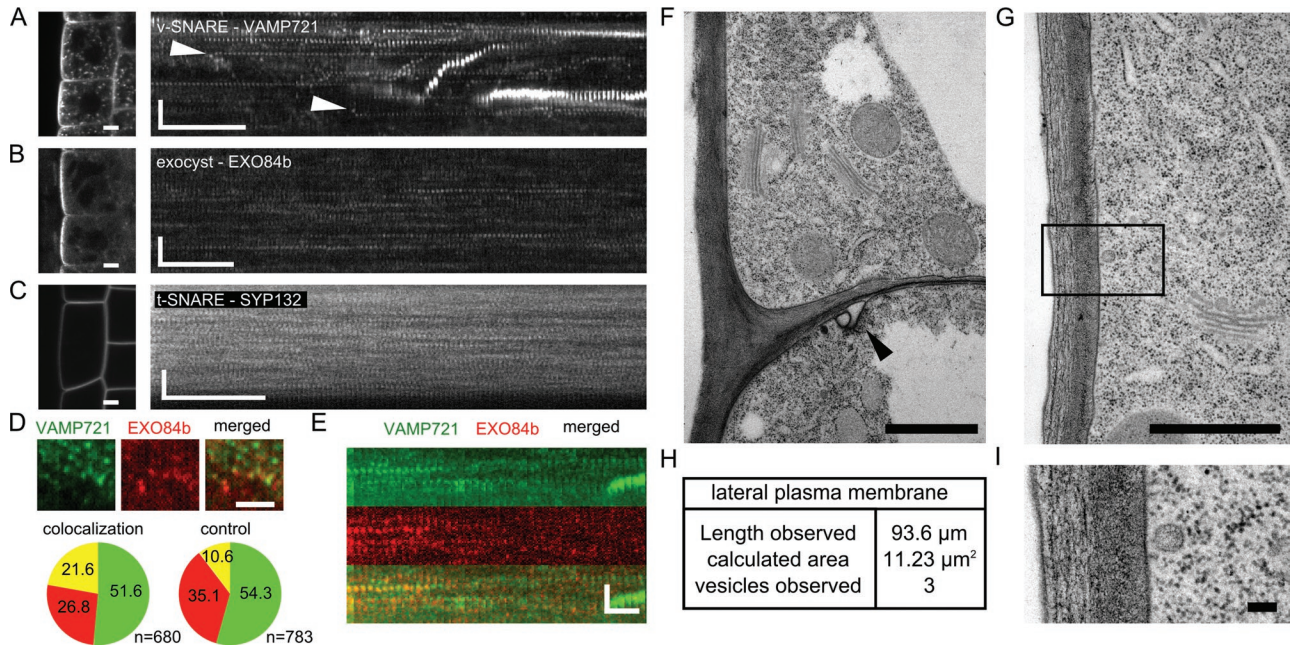 A
v-SNARE - VAMP721
B
exocyst - EXO84b
C
t-SNARE - SYP132
D
VAMP721 EXO84b merged
colocalization control
21.6
51.6
26.8
n=680
10.6
35.1
54.3
n=783
E
VAMP721 EXO84b merged
F
G
H
lateral plasma membrane
Length observed 93.6 μm
calculated area 11.23 μm²
vesicles observed 3
I